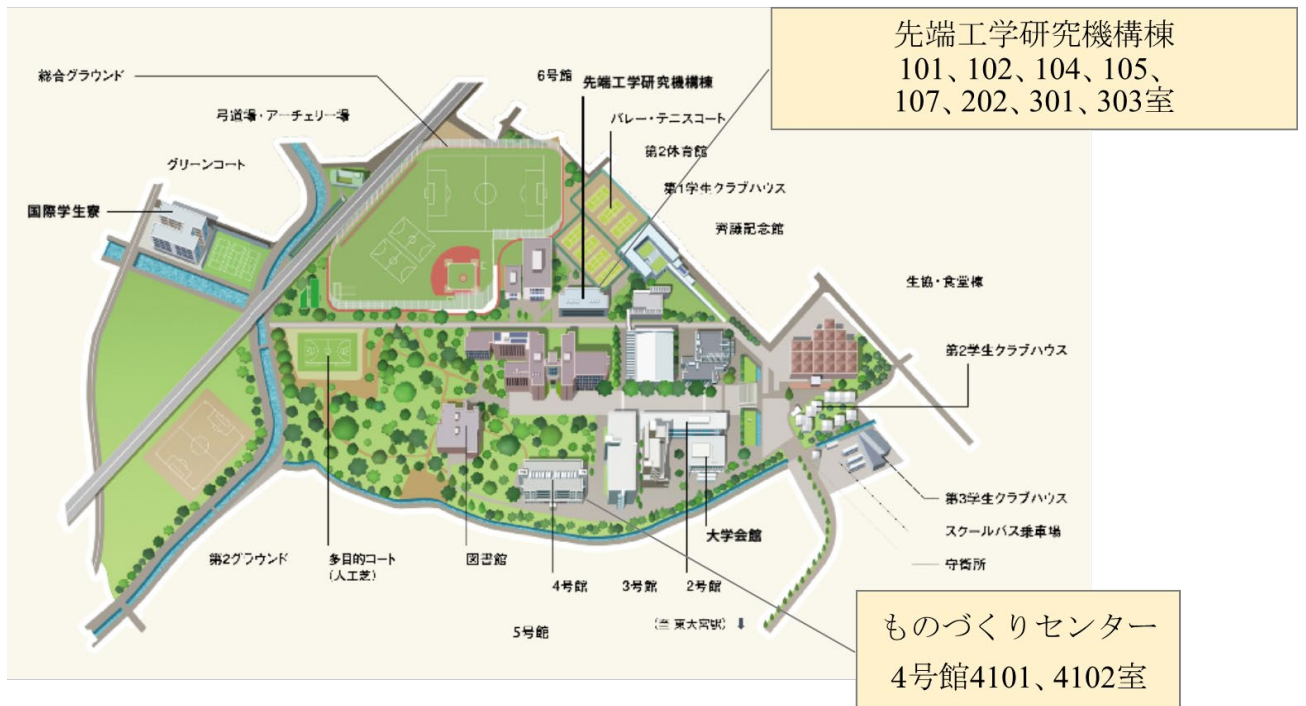 先端工学研究機構棟
101、102、104、105、
107、202、301、303室
総合グラウンド
6号館
先端工学研究機構棟
弓道場・アーチェリー場
バレー・テニスコート
グリーンコート
第2体育館
第1学生クラブハウス
国際学生寮
齊藤記念館
生協・食堂棟
第2学生クラブハウス
第3学生クラブハウス
スクールバス乗車場
守衛所
大学会館
第2グラウンド
多目的コート
(人工芝)
図書館
4号館
3号館
2号館
5号館
(至 東大宮駅)
ものづくりセンター
4号館4101、4102室